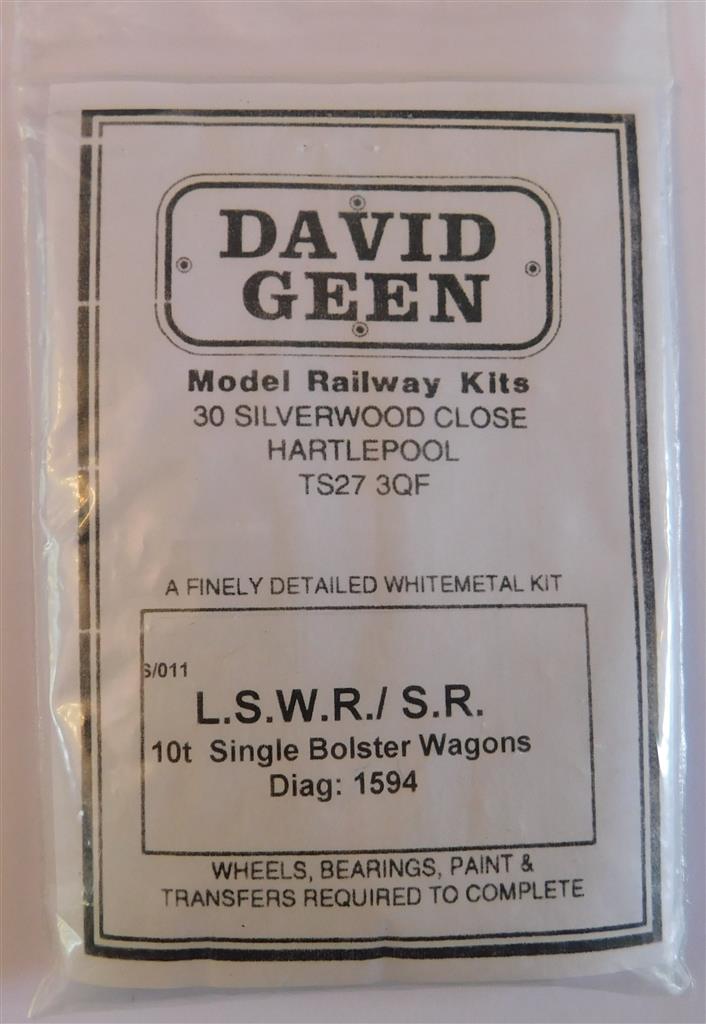 DAVID
GEEN
Model Railway Kits
30 SILVERWOOD CLOSE
HARTLEPOOL
TS27 3QF
A FINELY DETAILED WHITEMETAL KIT
S/011
L.S.W.R./ S.R.
10t Single Bolster Wagons
Diag: 1594
WHEELS, BEARINGS, PAINT &
TRANSFERS REQUIRED TO COMPLETE